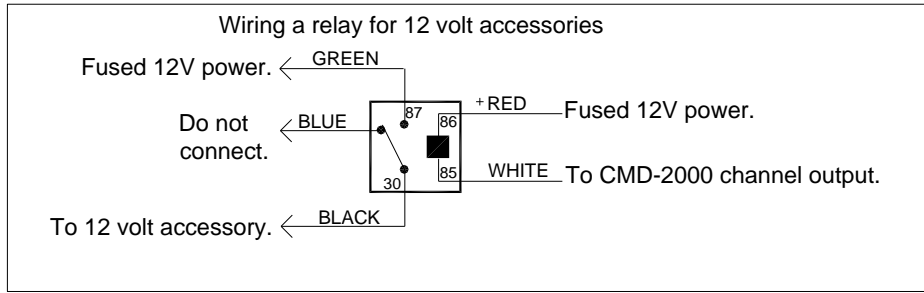 Wiring a relay for 12 volt accessories
Fused 12V power. GREEN
87
+RED Fused 12V power.
86
Do not connect. BLUE
85
WHITE To CMD-2000 channel output.
30
To 12 volt accessory. BLACK